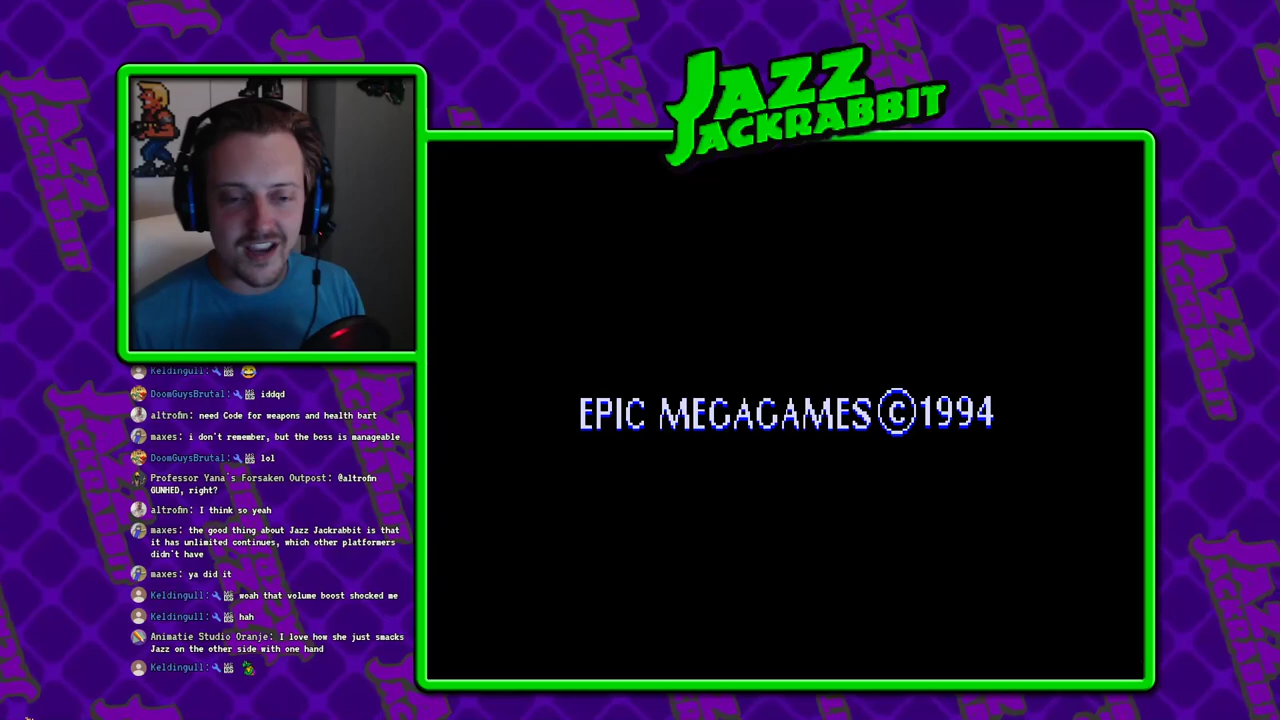 JAZZ
JACKRABBIT
EPIC MEGAGAMES©1994
Keldingull:
DoomGuysBrutal: iddqd
altrofin: need Code for weapons and health bart
maxes: i don't remember, but the boss is manageable
DoomGuysBrutal: lol
Professor Yana's Forsaken Outpost: @altrofin
GUNHED, right?
altrofin: I think so yeah
maxes: the good thing about Jazz Jackrabbit is that
it has unlimited continues, which other platformers
didn't have
maxes: ya did it
Keldingull: woah that volume boost shocked me
Keldingull: hah
Animatie Studio Oranje: I love how she just smacks
Jazz on the other side with one hand
Keldingull: